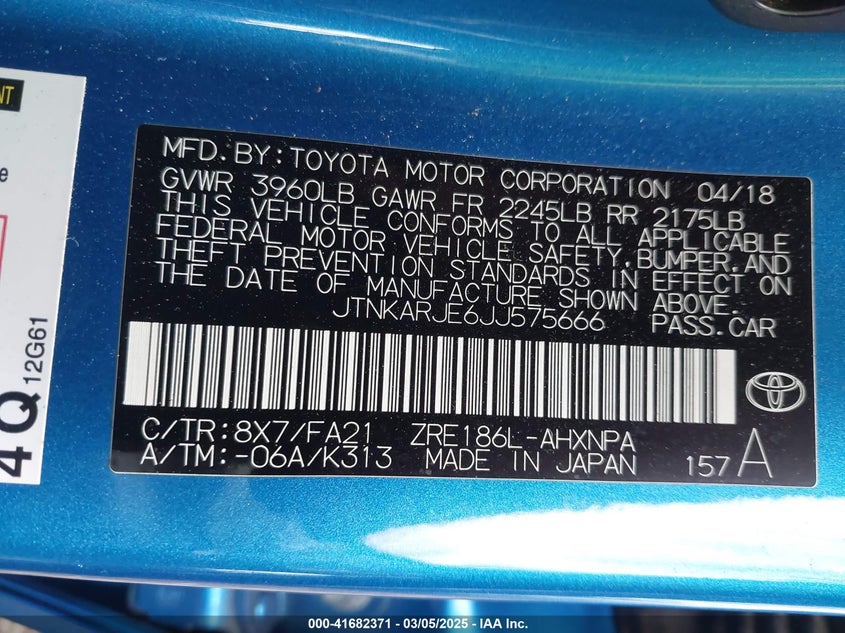 NT
e
4Q
12G61
MFD.BY:TOYOTA MOTOR CORPORATION 04/18
GVWR 3960LB GAWR FR 2245LB RR 2175LB
THIS VEHICLE CONFORMS TO ALL APPLICABLE
FEDERAL MOTOR VEHICLE SAFETY,BUMPER,AND
THEFT PREVENTION STANDARDS IN EFFECT ON
THE DATE OF MANUFACTURE SHOWN ABOVE.
JTNKARJE6JJ575666 PASS.CAR
C/TR:8X7/FA21 ZRE186L-AHXNPA
A/TM:-06A/K313 MADE IN JAPAN 157A
000-41682371 - 03/05/2025 - IAA Inc.